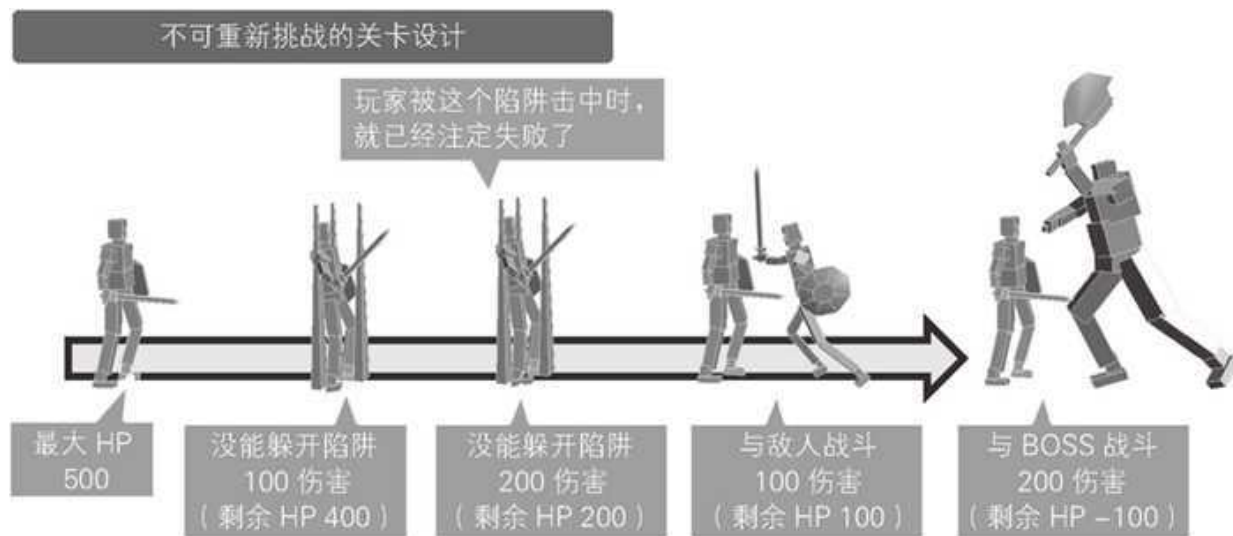 不可重新挑战的关卡设计
玩家被这个陷阱击中时，
就已经注定失败了
最大 HP
500
没能躲开陷阱
100 伤害
（剩余 HP 400）
没能躲开陷阱
200 伤害
（剩余 HP 200）
与敌人战斗
100 伤害
（剩余 HP 100）
与 BOSS 战斗
200 伤害
（剩余 HP –100）